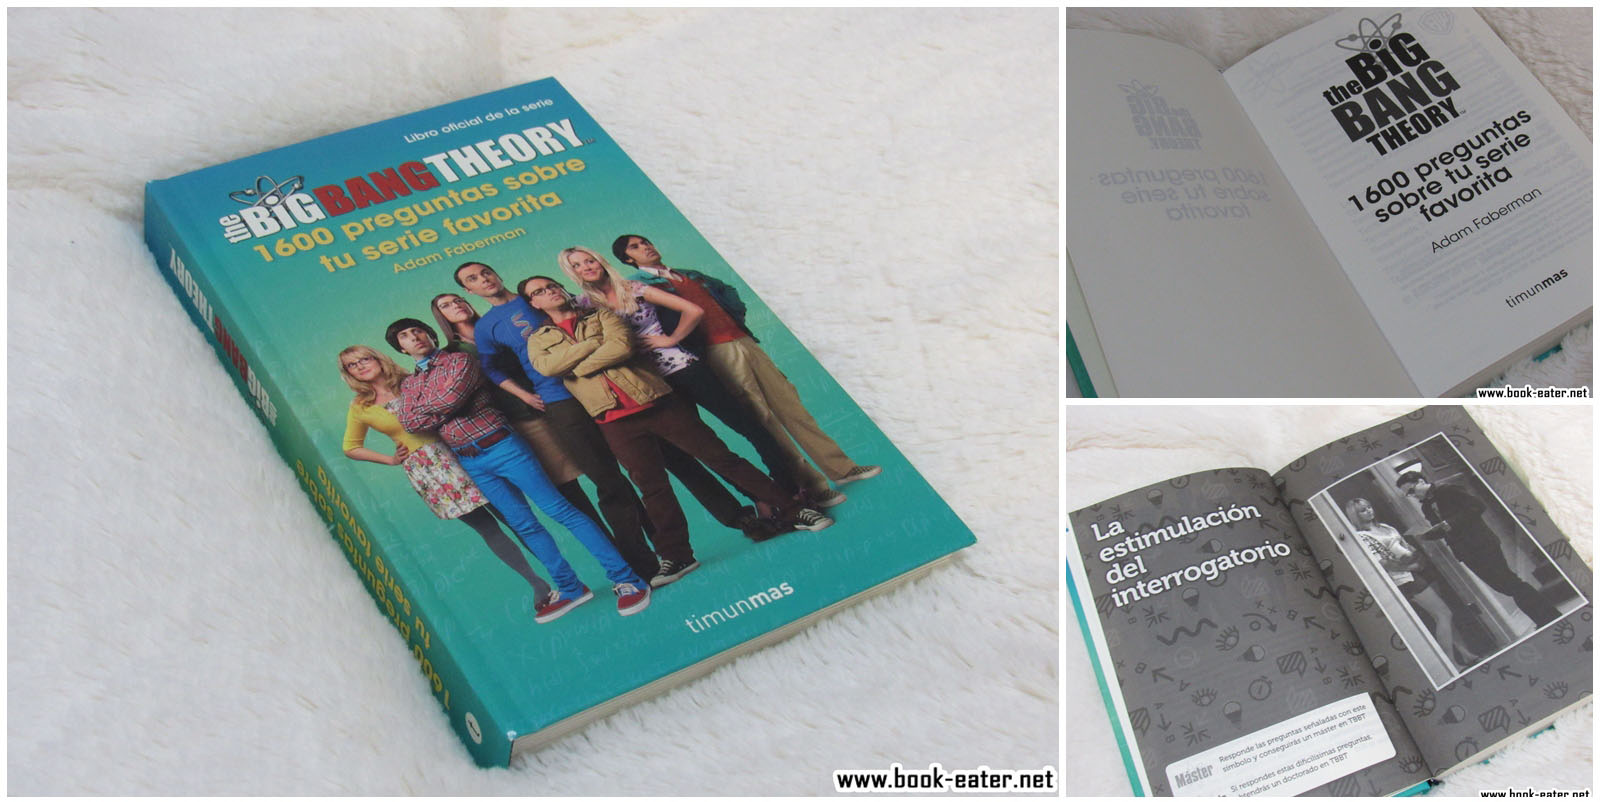 Libro oficial de la serie
the BIG BANG THEORY™
1600 preguntas sobre
tu serie favorita
Adam Faberman
timunmas
the BIG BANG THEORY
1600 preguntas sobre
tu serie favorita
www.book-eater.net
the BIG
BANG
THEORY™
1600 preguntas
sobre tu serie
favorita
Adam Faberman
timunmas
www.book-eater.net
La
estimulación
del
interrogatorio
Máster
Responde las preguntas señaladas con este
símbolo y conseguirás un máster en TBBT
Si respondes estas dificilísimas preguntas,
obtendrás un doctorado en TBBT
www.book-eater.net